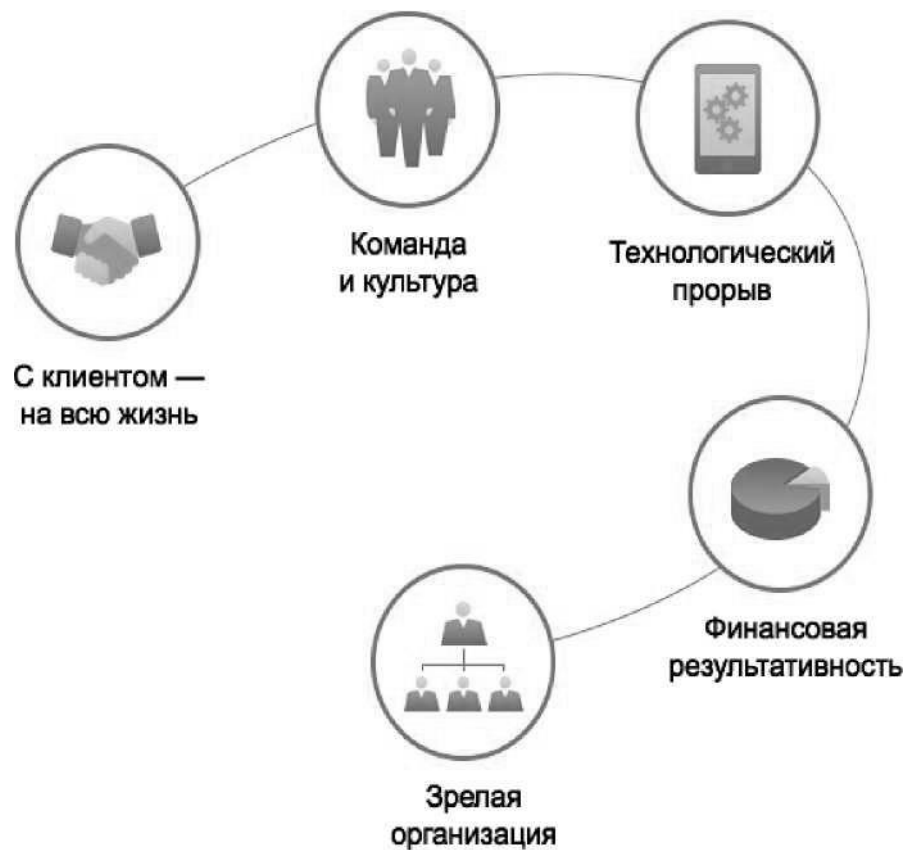 С клиентом —
на всю жизнь
Команда
и культура
Технологический
прорыв
Финансовая
результативность
Зрелая
организация